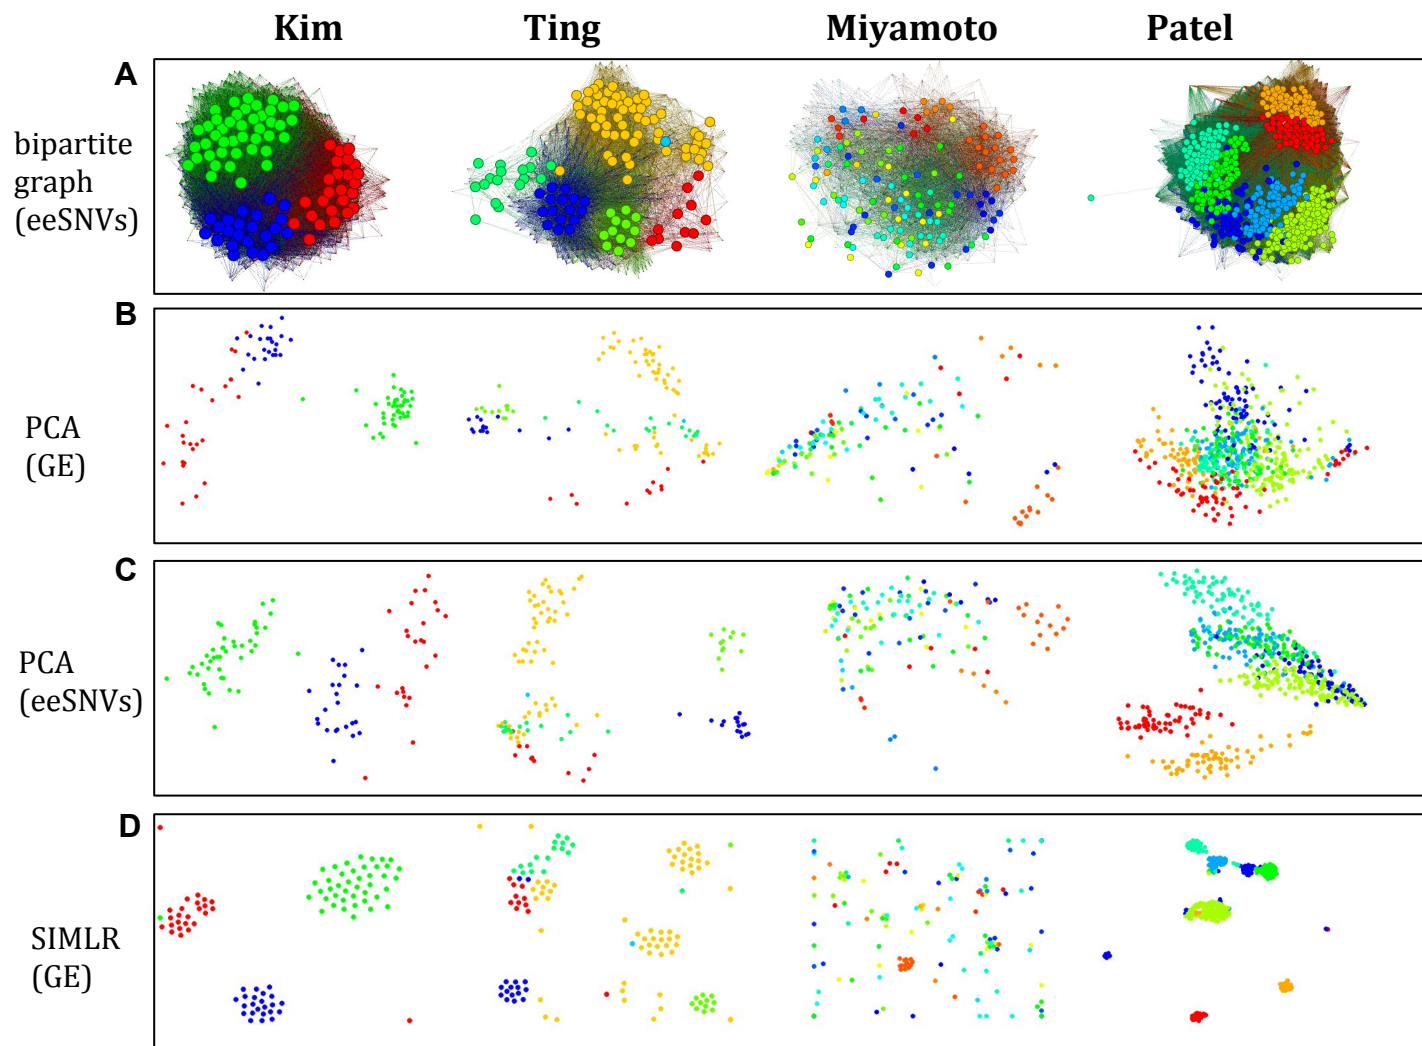 Kim Ting Miyamoto Patel
A
bipartite
graph
(eeSNVs)
B
PCA
(GE)
C
PCA
(eeSNVs)
D
SIMLR
(GE)